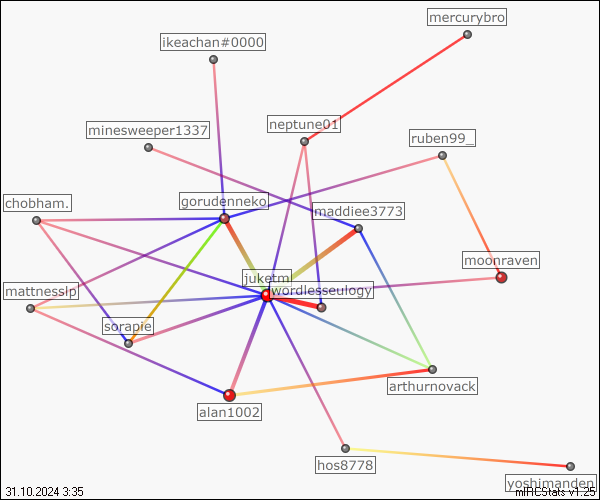 mercurybro
ikeachan#0000
neptune01
minesweeper1337
ruben99_
gorudenneko
chobham.
maddiee3773
moonraven
juketm
wordlesseulogy
mattnesslp
sorapie
arthurnovack
alan1002
hos8778
yoshimanden
31.10.2024 3:35
mIRCStats v1.25